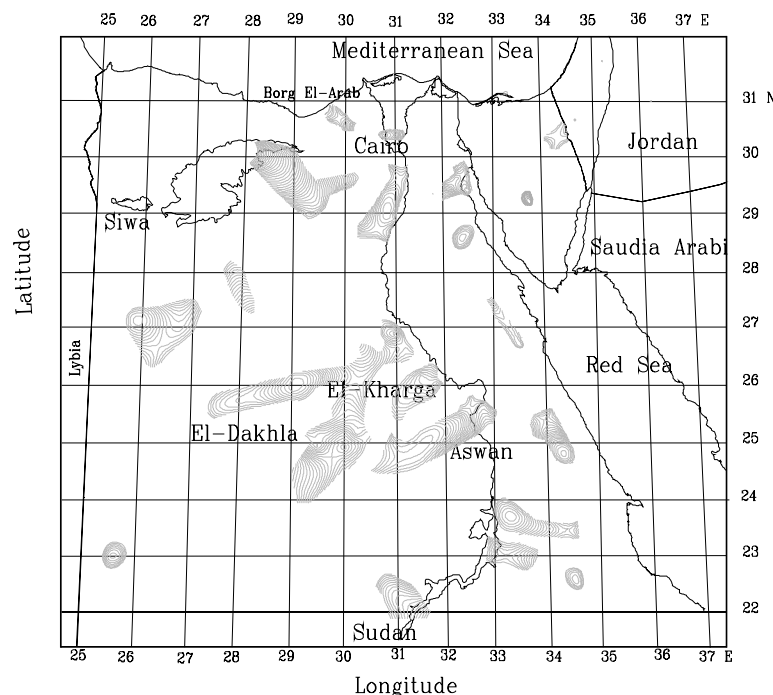 25 26 27 28 29 30 31 32 33 34 35 36 37 E
Mediterranean Sea
Borg El-Arab
31 N
Cairo
Jordan
30
Siwa
29
Saudia Arabi
28
Latitude
27
Lybia
Red Sea
El-Kharga
26
El-Dakhla
25
Aswan
24
23
22
Sudan
25 26 27 28 29 30 31 32 33 34 35 36 37 E
Longitude